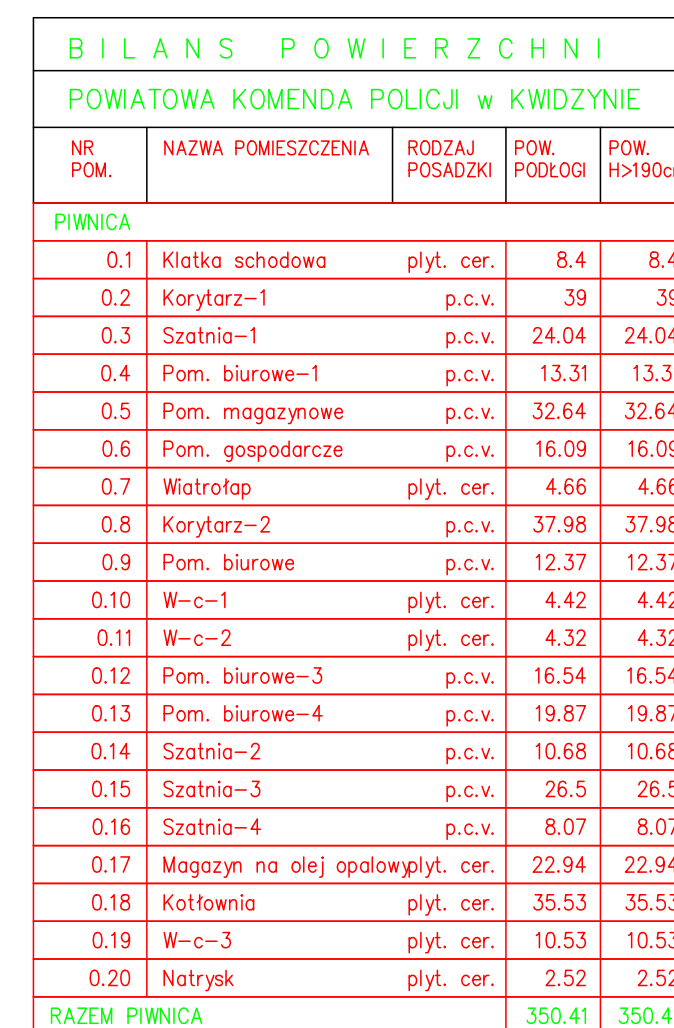 BILANS POWIERZCHNI
POWIATOWA KOMENDA POLICJI w KWIDZYNIE
NR POM. NAZWA POMIESZCZENIA RODZAJ POSADZKI POW. PODŁOGI POW. H>190c
PIWNICA
0.1 Klatka schodowa plyt. cer. 8.4 8.4
0.2 Korytarz-1 p.c.v. 39 39
0.3 Szatnia-1 p.c.v. 24.04 24.04
0.4 Pom. biurowe-1 p.c.v. 13.31 13.3
0.5 Pom. magazynowe p.c.v. 32.64 32.64
0.6 Pom. gospodarcze p.c.v. 16.09 16.09
0.7 Wiatrołap plyt. cer. 4.66 4.66
0.8 Korytarz-2 p.c.v. 37.98 37.98
0.9 Pom. biurowe p.c.v. 12.37 12.37
0.10 W-c-1 plyt. cer. 4.42 4.42
0.11 W-c-2 plyt. cer. 4.32 4.32
0.12 Pom. biurowe-3 p.c.v. 16.54 16.54
0.13 Pom. biurowe-4 p.c.v. 19.87 19.87
0.14 Szatnia-2 p.c.v. 10.68 10.68
0.15 Szatnia-3 p.c.v. 26.5 26.5
0.16 Szatnia-4 p.c.v. 8.07 8.07
0.17 Magazyn na olej opalowy plyt. cer. 22.94 22.94
0.18 Kotłownia plyt. cer. 35.53 35.53
0.19 W-c-3 plyt. cer. 10.53 10.53
0.20 Natrysk plyt. cer. 2.52 2.52
RAZEM PIWNICA 350.41 350.4